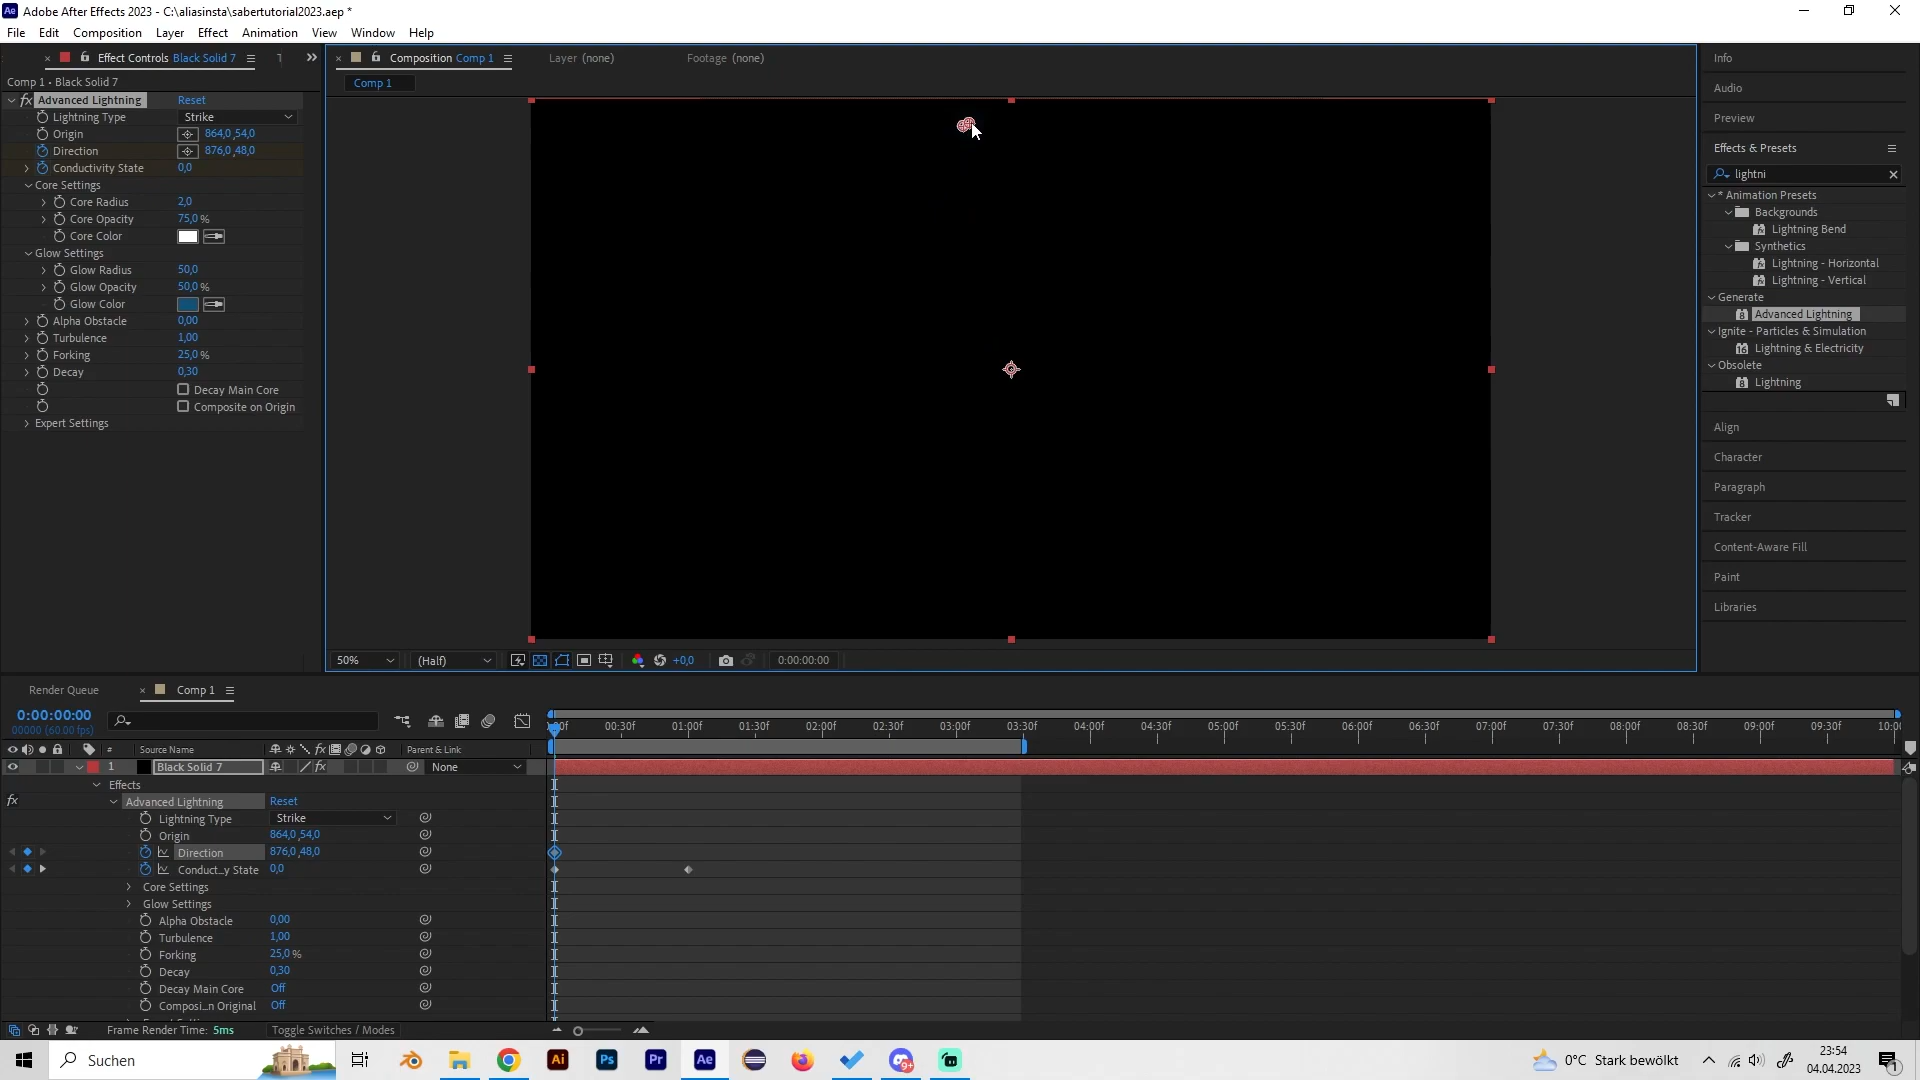 Adobe After Effects 2023 - C:\aliasinsta\sabertutorial2023.aep *
File Edit Composition Layer Effect Animation View Window Help
Effect Controls Black Solid 7
Composition Comp 1
Layer (none)
Footage (none)
Comp 1 • Black Solid 7
Comp 1
Advanced Lightning Reset
Lightning Type Strike
Origin 864,0 ,54,0
Direction 876,0 ,48,0
Conductivity State 0,0
Core Settings
Core Radius 2,0
Core Opacity 75,0 %
Core Color
Glow Settings
Glow Radius 50,0
Glow Opacity 50,0 %
Glow Color
Alpha Obstacle 0,00
Turbulence 1,00
Forking 25,0 %
Decay 0,30
Decay Main Core
Composite on Origin
Expert Settings
50% (Half) +0,0 0:00:00:00
Info
Audio
Preview
Effects & Presets
lightni
* Animation Presets
Backgrounds
Lightning Bend
Synthetics
Lightning - Horizontal
Lightning - Vertical
Generate
Advanced Lightning
Ignite - Particles & Simulation
Lightning & Electricity
Obsolete
Lightning
Align
Character
Paragraph
Tracker
Content-Aware Fill
Paint
Libraries
Render Queue Comp 1
0:00:00:00
00000 (60.00 fps)
00:30f 01:00f 01:30f 02:00f 02:30f 03:00f 03:30f 04:00f 04:30f 05:00f 05:30f 06:00f 06:30f 07:00f 07:30f 08:00f 08:30f 09:00f 09:30f
# Source Name fx Parent & Link
1 Black Solid 7 fx None
Effects
fx Advanced Lightning Reset
Lightning Type Strike
Origin 864,0 ,54,0
Direction 876,0 ,48,0
Conduct_y State 0,0
Core Settings
Glow Settings
Alpha Obstacle 0,00
Turbulence 1,00
Forking 25,0 %
Decay 0,30
Decay Main Core Off
Composi...n Original Off
Frame Render Time: 5ms Toggle Switches / Modes
Suchen
Ai Ps Pr Ae
9+
0°C Stark bewölkt
23:54
04.04.2023
1